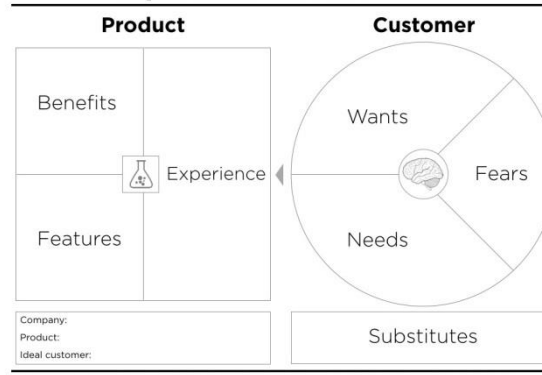 Product
Benefits
Experience
Features
Company:
Product:
Ideal customer:
Customer
Wants
Fears
Needs
Substitutes